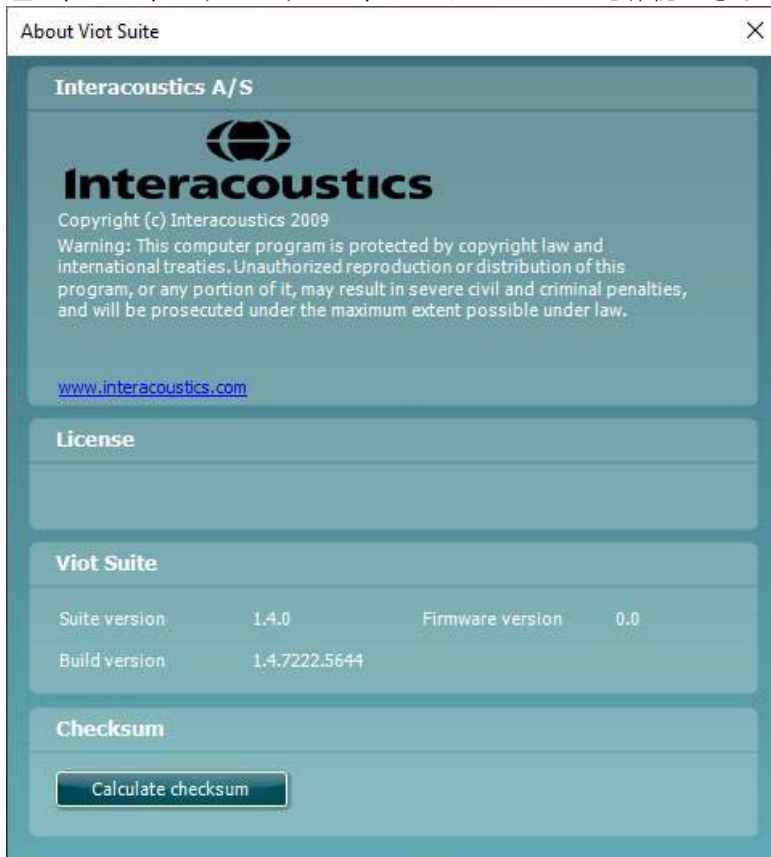 About Viot Suite
Interacoustics A/S
Interacoustics
Copyright (c) Interacoustics 2009
Warning: This computer program is protected by copyright law and
international treaties. Unauthorized reproduction or distribution of this
program, or any portion of it, may result in severe civil and criminal penalties,
and will be prosecuted under the maximum extent possible under law.
www.interacoustics.com
License
Viot Suite
Suite version 1.4.0 Firmware version 0.0
Build version 1.4.7222.5644
Checksum
Calculate checksum